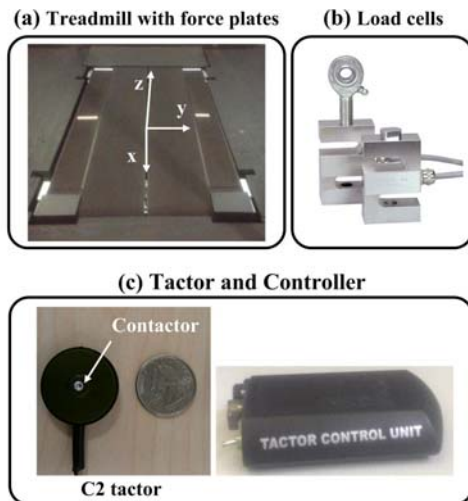 (a) Treadmill with force plates
(b) Load cells
z
y
x
(c) Tactor and Controller
Contactor
TACTOR CONTROL UNIT
C2 tactor